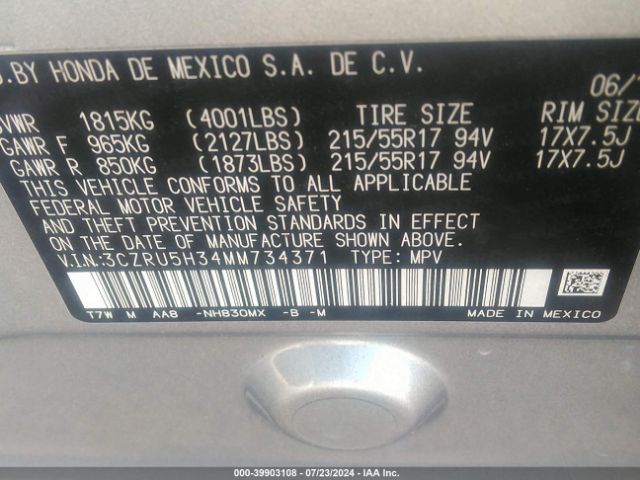 BY HONDA DE MEXICO S.A. DE C.V.
06/
GVWR 1815KG (4001LBS) TIRE SIZE RIM SIZE
GAWR F 965KG (2127LBS) 215/55R17 94V 17X7.5J
GAWR R 850KG (1873LBS) 215/55R17 94V 17X7.5J
THIS VEHICLE CONFORMS TO ALL APPLICABLE
FEDERAL MOTOR VEHICLE SAFETY
AND THEFT PREVENTION STANDARDS IN EFFECT
ON THE DATE OF MANUFACTURE SHOWN ABOVE.
V.IN:3CZRU5H34MM734371 TYPE: MPV
T7W M AA8 -NH830MX -B -M MADE IN MEXICO
000-39903108 - 07/23/2024 - IAA Inc.